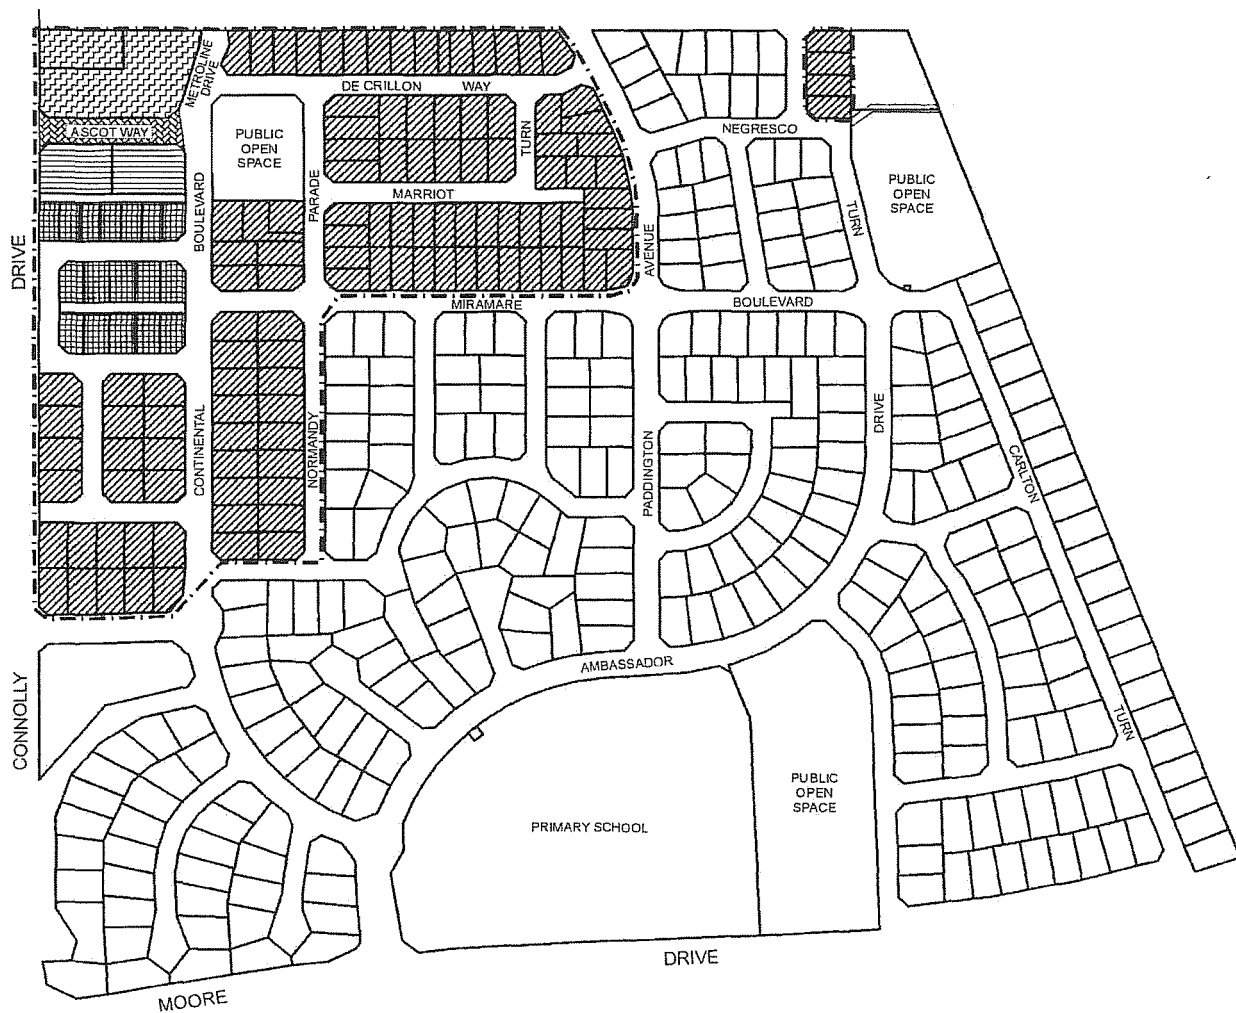 METROLINE
DRIVE
DE CRILLON WAY
ASCOT WAY
PUBLIC
OPEN
SPACE
TURN
NEGRESCO
BOULEVARD
PARADE
MARRIOT
PUBLIC
OPEN
SPACE
TURN
DRIVE
AVENUE
MIRAMARE
BOULEVARD
CONTINENTAL
NORMANDY
PADDINGTON
DRIVE
CARLTON
CONNOLLY
AMBASSADOR
TURN
PUBLIC
OPEN
SPACE
PRIMARY SCHOOL
DRIVE
MOORE